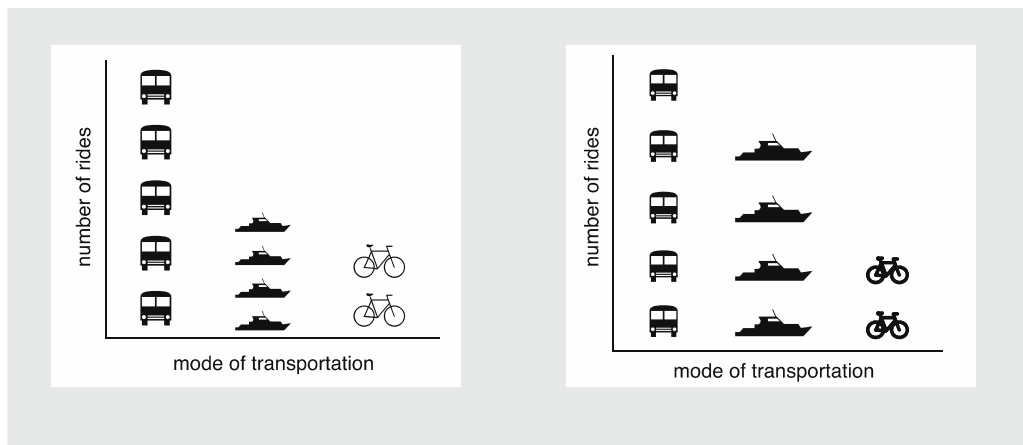 number of rides
mode of transportation
number of rides
mode of transportation